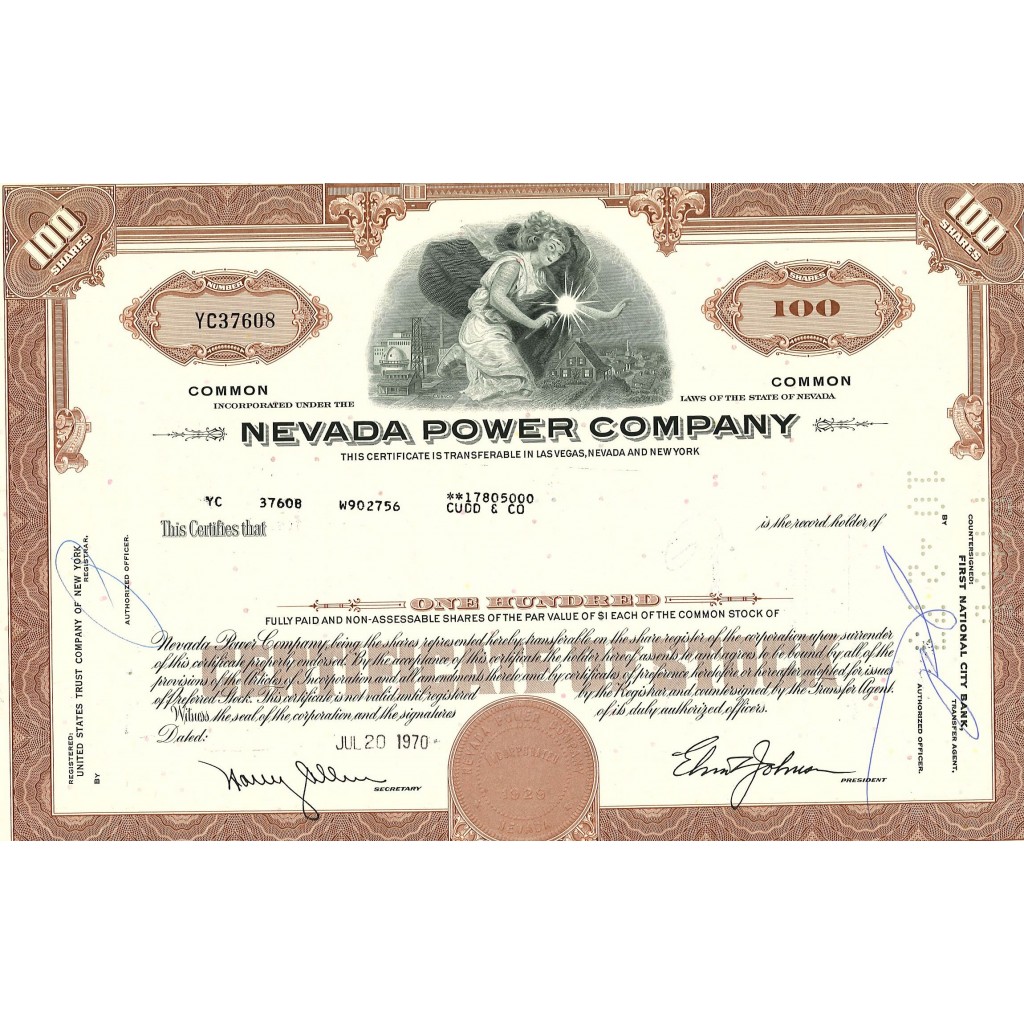 100 SHARES
100 SHARES
NUMBER
YC37608
SHARES
100
COMMON
COMMON
INCORPORATED UNDER THE
LAWS OF THE STATE OF NEVADA
NEVADA POWER COMPANY
THIS CERTIFICATE IS TRANSFERABLE IN LAS VEGAS, NEVADA AND NEW YORK
YC 37608 W902756 **17805000
CUDD & CO
This Certifies that
is the record holder of
ONE HUNDRED
FULLY PAID AND NON-ASSESSABLE SHARES OF THE PAR VALUE OF $1 EACH OF THE COMMON STOCK OF
Nevada Power Company, being the shares represented hereby, transferable on the share register of the corporation upon surrender
of this certificate properly endorsed. By the acceptance of this certificate the holder hereof assents to and agrees to be bound by all of the
provisions of the Articles of Incorporation and all amendments thereto and by certificates of preference heretofore or hereafter adopted for issues
of Preferred Stock. This certificate is not valid until registered by the Registrar and countersigned by the Transfer Agent.
Witness the seal of the corporation and the signatures of its duly authorized officers.
Dated:
JUL 20 1970
Harry Allen
SECRETARY
PRESIDENT
CERTIFICATE OF STOCK
NEVADA POWER COMPANY
1929
NEVADA
REGISTERED:
UNITED STATES TRUST COMPANY OF NEW YORK,
REGISTRAR,
BY
AUTHORIZED OFFICER.
COUNTERSIGNED:
FIRST NATIONAL CITY BANK,
TRANSFER AGENT,
BY
AUTHORIZED OFFICER.